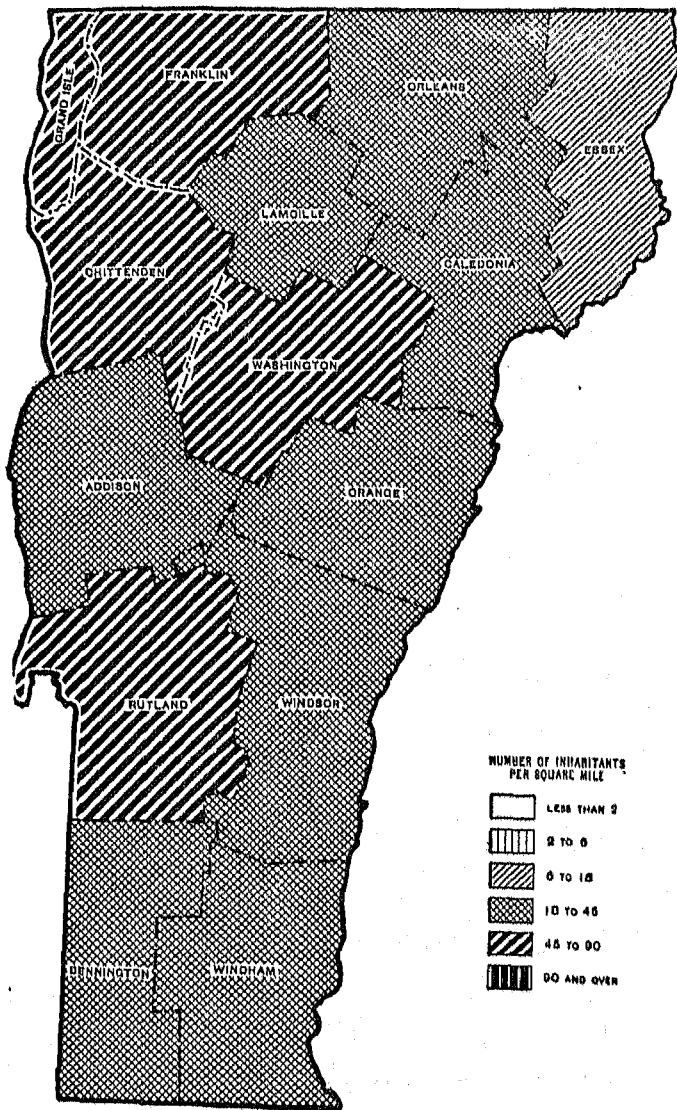 FRANKLIN
GRAND ISLE
ORLEANS
ESSEX
LAMOILLE
CHITTENDEN
CALEDONIA
WASHINGTON
ADDISON
ORANGE
RUTLAND
WINDSOR
BENNINGTON
WINDHAM
NUMBER OF INHABITANTS
PER SQUARE MILE
LESS THAN 2
2 TO 6
6 TO 18
18 TO 45
45 TO 90
90 AND OVER